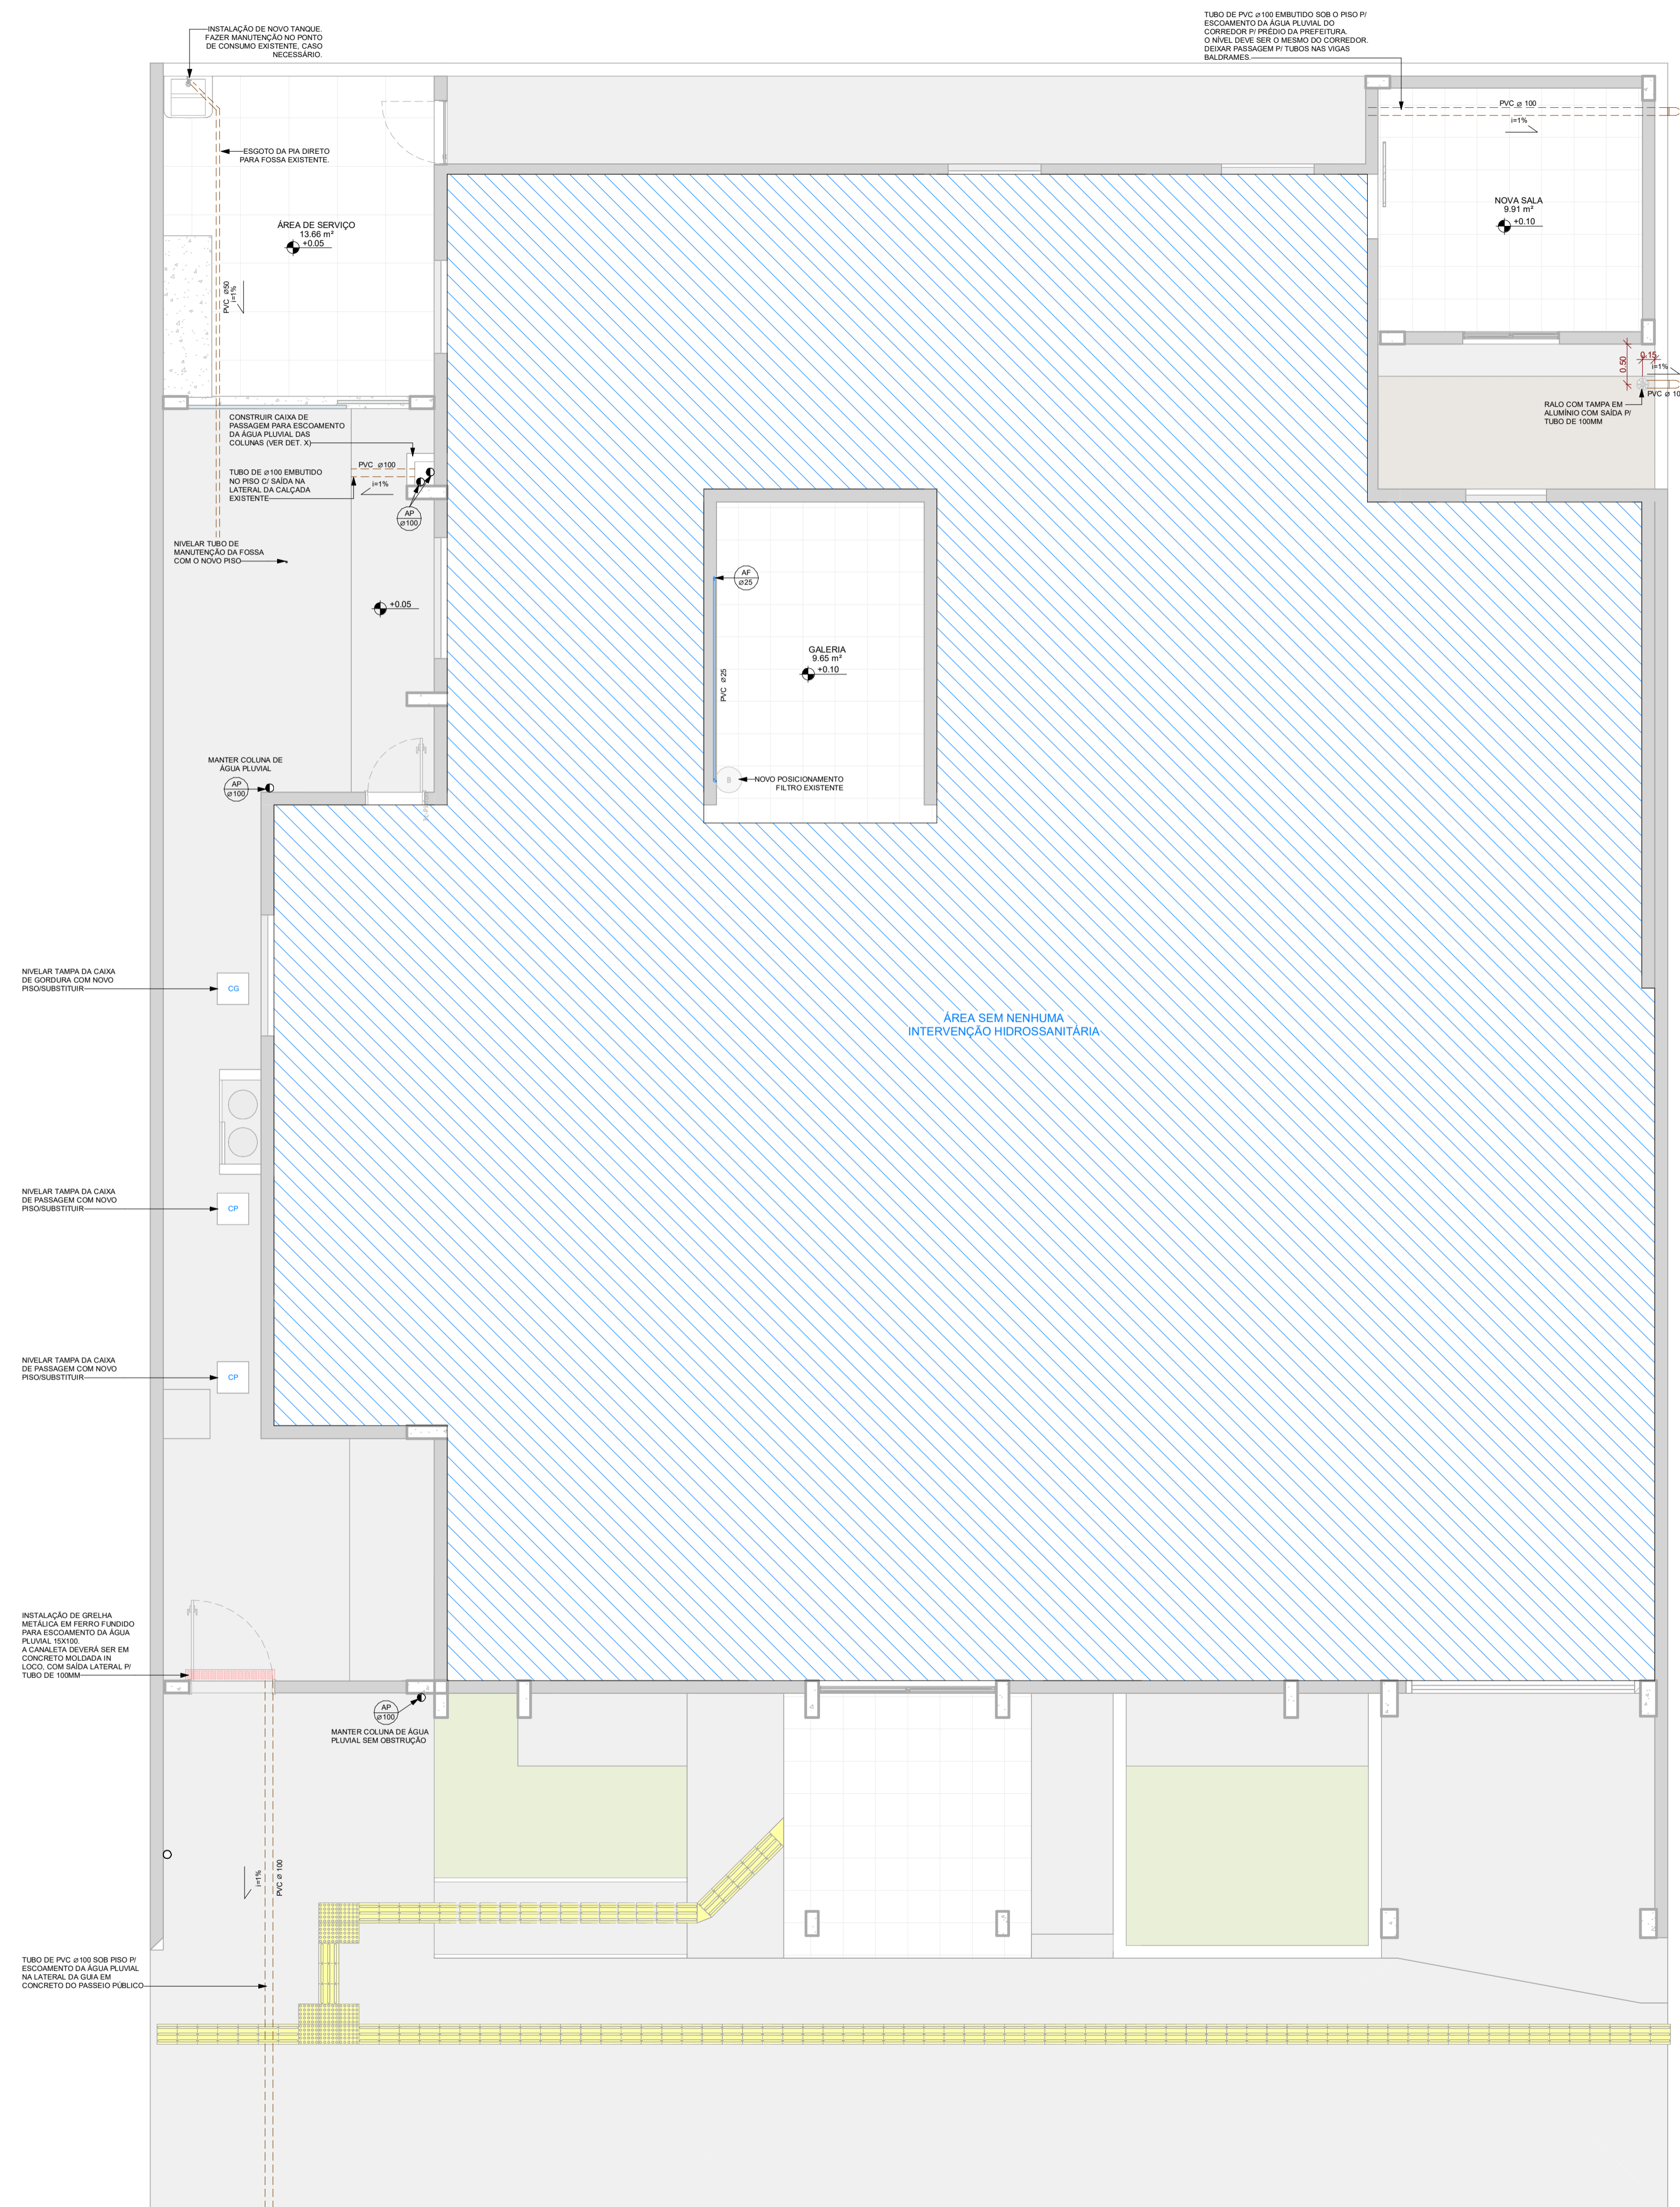 INSTALAÇÃO DE NOVO TANQUE.
FAZER MANUTENÇÃO NO PONTO
DE CONSUMO EXISTENTE, CASO
NECESSÁRIO.
TUBO DE PVC ⌀100 EMBUTIDO SOB O PISO P/
ESCOAMENTO DA ÁGUA PLUVIAL DO
CORREDOR P/ PRÉDIO DA PREFEITURA.
O NÍVEL DEVE SER O MESMO DO CORREDOR.
DEIXAR PASSAGEM P/ TUBOS NAS VIGAS
BALDRAMES.
PVC ⌀ 100
i=1%
ESGOTO DA PIA DIRETO
PARA FOSSA EXISTENTE.
ÁREA DE SERVIÇO
13.66 m²
+0.05
PVC ⌀50
i=1%
NOVA SALA
9.91 m²
+0.10
0.50
0.15
i=1%
PVC ⌀ 10
RALO COM TAMPA EM
ALUMÍNIO COM SAÍDA P/
TUBO DE 100MM
CONSTRUIR CAIXA DE
PASSAGEM PARA ESCOAMENTO
DA ÁGUA PLUVIAL DAS
COLUNAS (VER DET. X)
TUBO DE ⌀100 EMBUTIDO
NO PISO C/ SAÍDA NA
LATERAL DA CALÇADA
EXISTENTE
PVC ⌀100
i=1%
AP
⌀100
NIVELAR TUBO DE
MANUTENÇÃO DA FOSSA
COM O NOVO PISO
+0.05
AF
⌀25
PVC ⌀25
GALERIA
9.65 m²
+0.10
NOVO POSICIONAMENTO
FILTRO EXISTENTE
MANTER COLUNA DE
ÁGUA PLUVIAL
AP
⌀100
NIVELAR TAMPA DA CAIXA
DE GORDURA COM NOVO
PISO/SUBSTITUIR
CG
ÁREA SEM NENHUMA
INTERVENÇÃO HIDROSSANITÁRIA
NIVELAR TAMPA DA CAIXA
DE PASSAGEM COM NOVO
PISO/SUBSTITUIR
CP
NIVELAR TAMPA DA CAIXA
DE PASSAGEM COM NOVO
PISO/SUBSTITUIR
CP
INSTALAÇÃO DE GRELHA
METÁLICA EM FERRO FUNDIDO
PARA ESCOAMENTO DA ÁGUA
PLUVIAL 15X100.
A CANALETA DEVERÁ SER EM
CONCRETO MOLDADA IN
LOCO, COM SAÍDA LATERAL P/
TUBO DE 100MM
AP
⌀100
MANTER COLUNA DE ÁGUA
PLUVIAL SEM OBSTRUÇÃO
i=1%
PVC ⌀ 100
TUBO DE PVC ⌀100 SOB PISO P/
ESCOAMENTO DA ÁGUA PLUVIAL
NA LATERAL DA GUIA EM
CONCRETO DO PASSEIO PÚBLICO